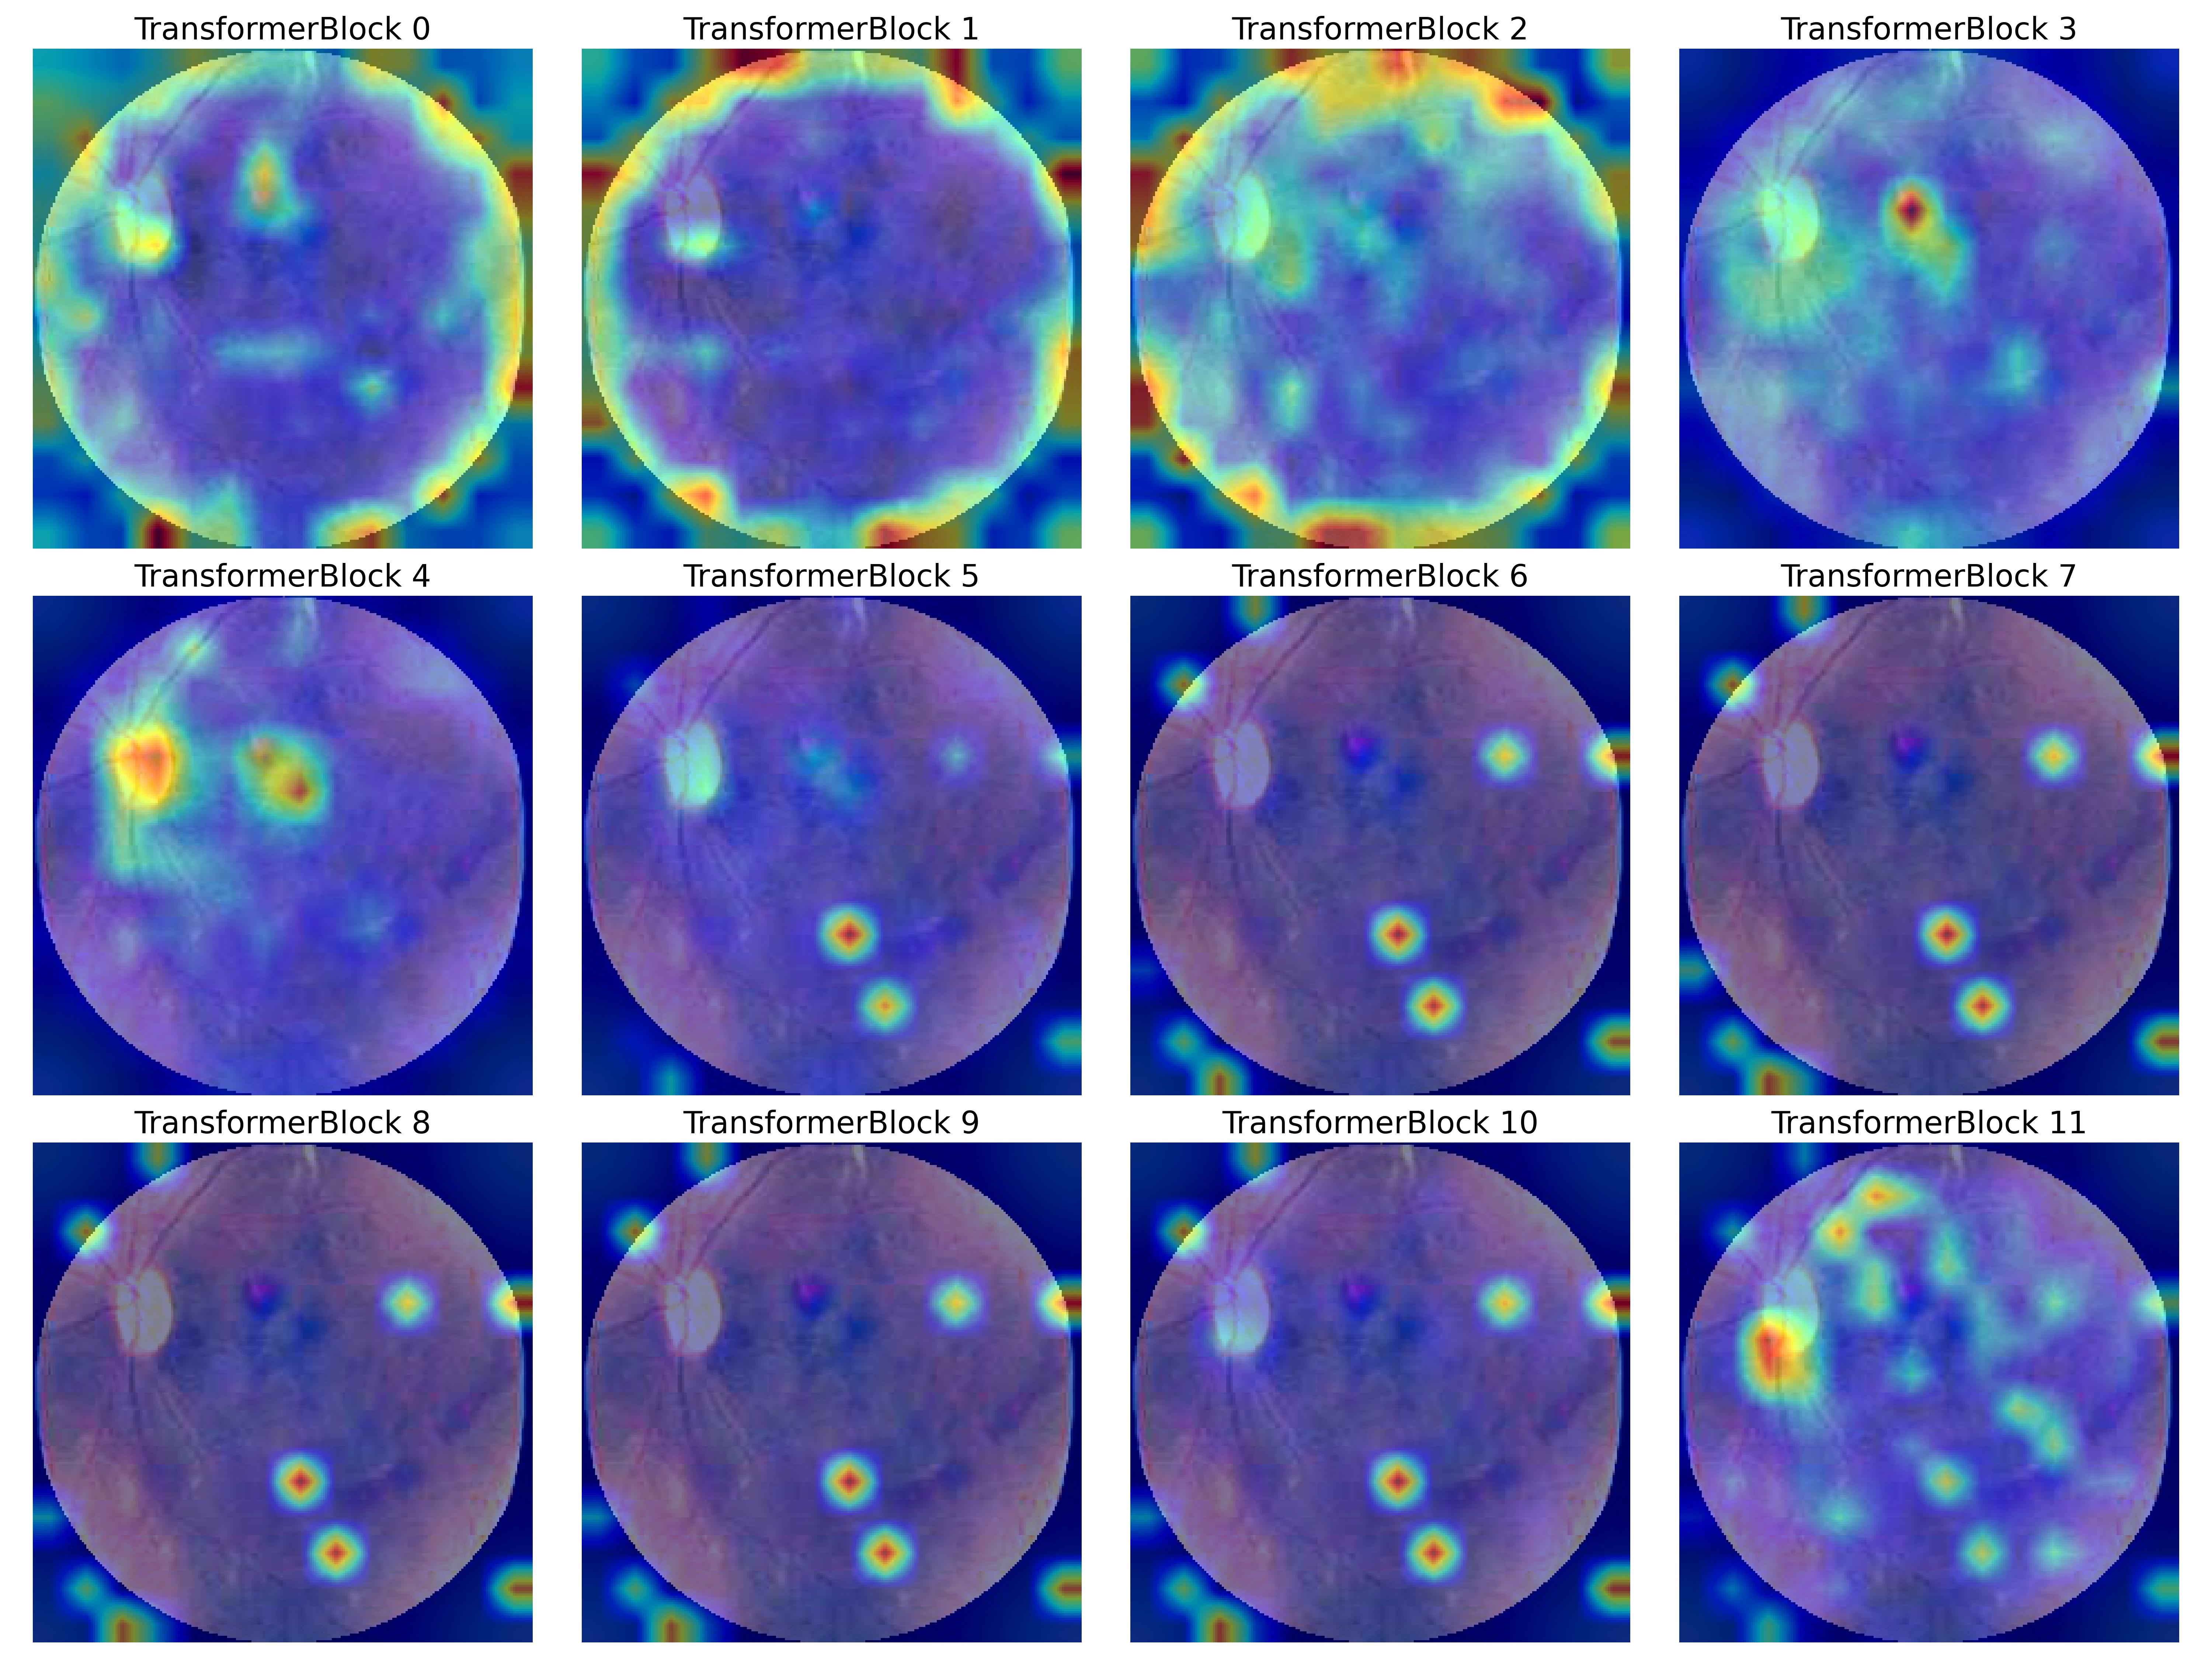 TransformerBlock 0
TransformerBlock 1
TransformerBlock 2
TransformerBlock 3
TransformerBlock 4
TransformerBlock 5
TransformerBlock 6
TransformerBlock 7
TransformerBlock 8
TransformerBlock 9
TransformerBlock 10
TransformerBlock 11